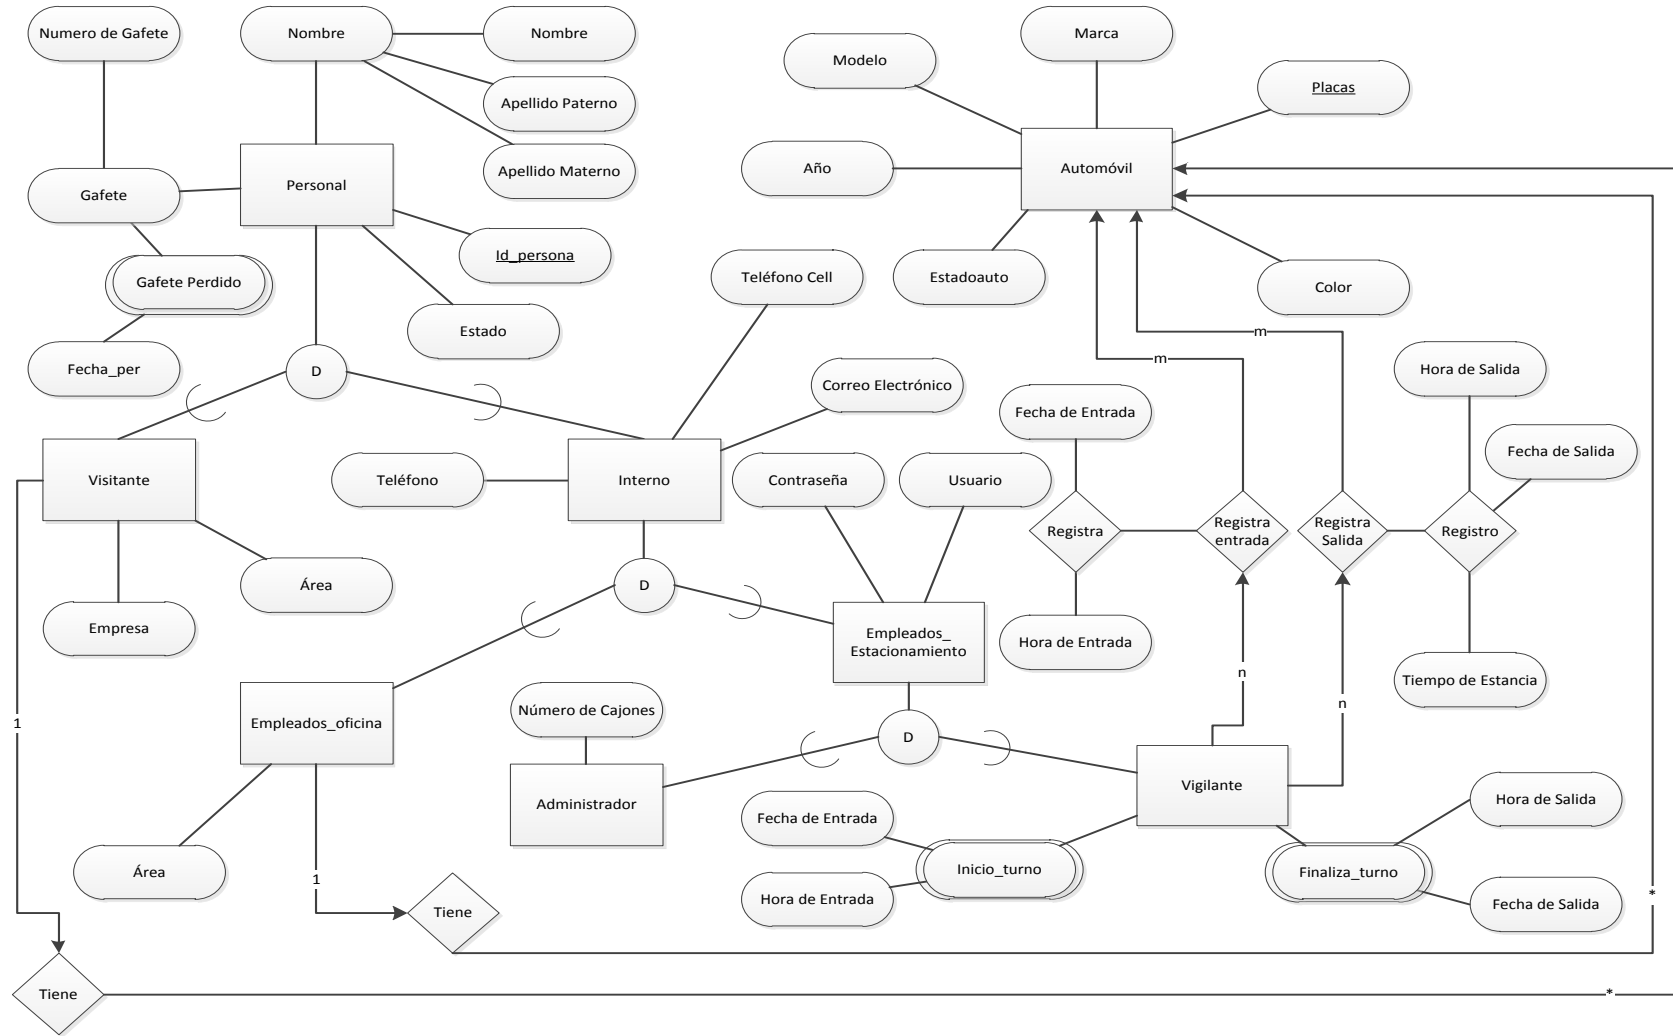 Numero de Gafete
Nombre
Nombre
Marca
Modelo
Placas
Apellido Paterno
Apellido Materno
Personal
Año
Automóvil
Gafete
Id_persona
Teléfono Cell
Estadoauto
Gafete Perdido
Color
Estado
m
m
Fecha_per
D
Hora de Salida
Correo Electrónico
Fecha de Entrada
Fecha de Salida
Visitante
Teléfono
Interno
Contraseña
Usuario
Registra
Registra
entrada
Registra
Salida
Registro
D
Área
Empresa
Empleados_
Estacionamiento
Hora de Entrada
n
Tiempo de Estancia
n
Número de Cajones
1
Empleados_oficina
D
Vigilante
Administrador
Hora de Salida
Fecha de Entrada
Inicio_turno
Finaliza_turno
Área
1
Hora de Entrada
Fecha de Salida
*
Tiene
Tiene
*